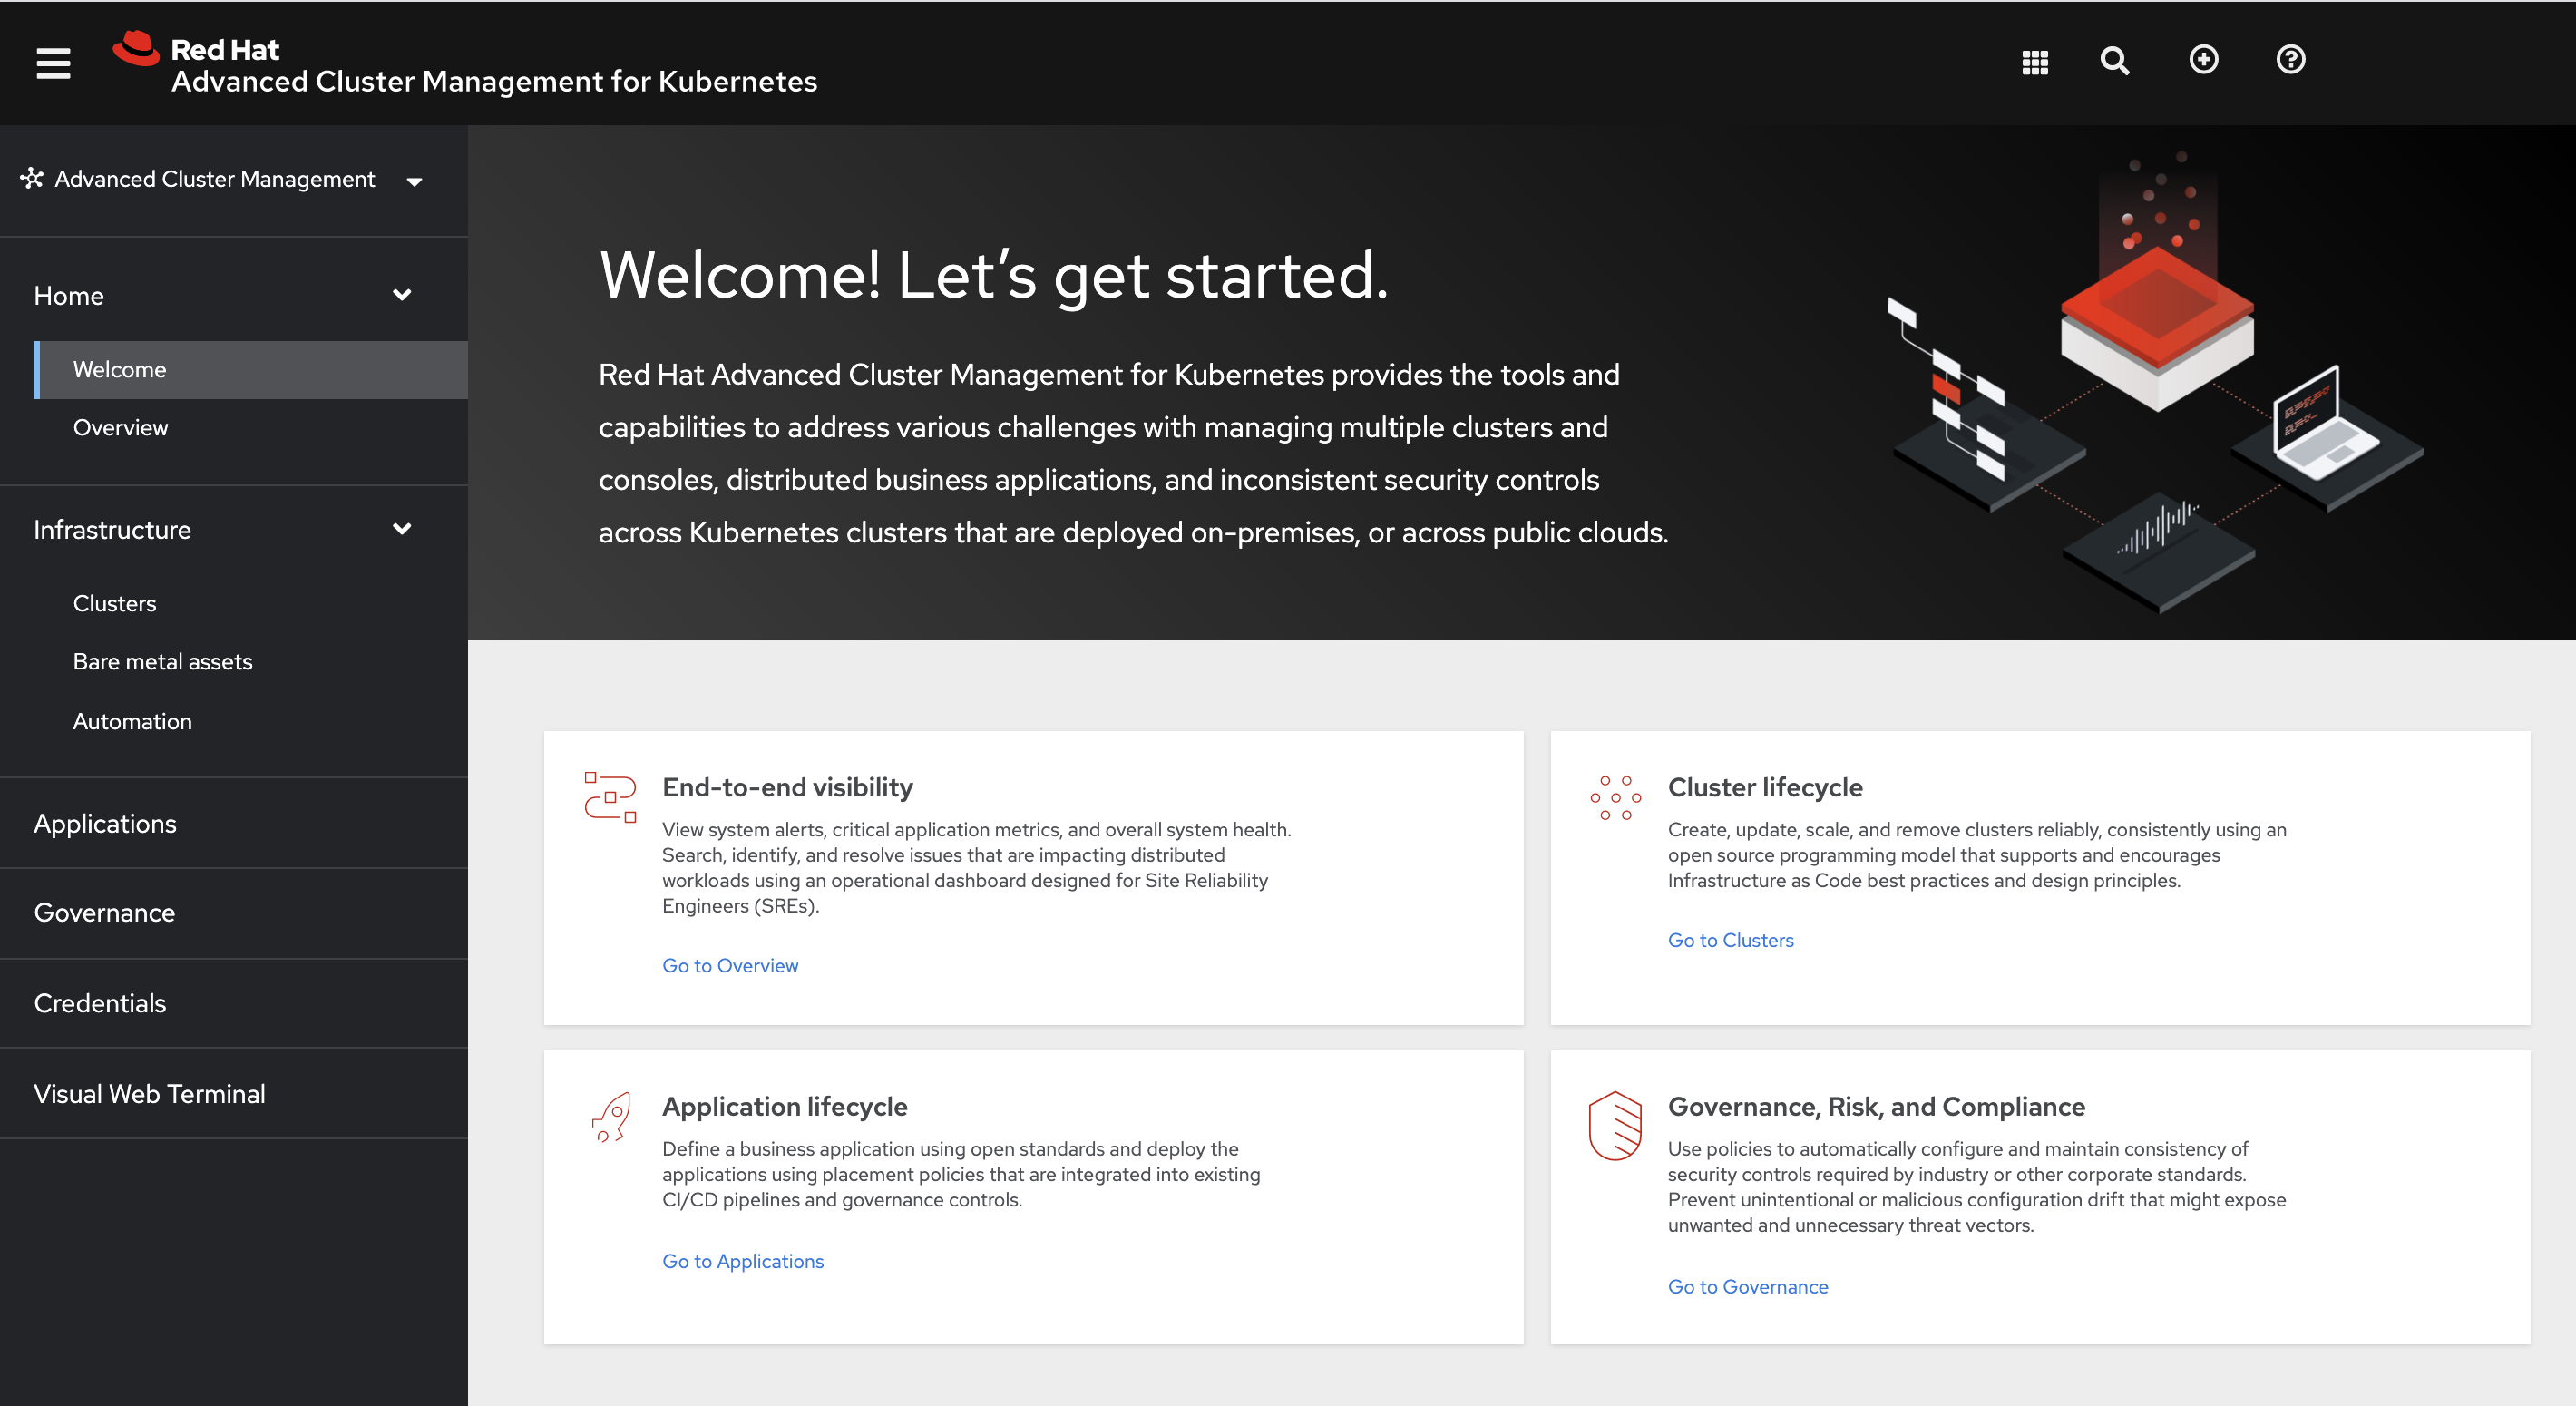 Red Hat
Advanced Cluster Management for Kubernetes
Advanced Cluster Management
Home
Welcome
Overview
Infrastructure
Clusters
Bare metal assets
Automation
Applications
Governance
Credentials
Visual Web Terminal
Welcome! Let’s get started.
Red Hat Advanced Cluster Management for Kubernetes provides the tools and
capabilities to address various challenges with managing multiple clusters and
consoles, distributed business applications, and inconsistent security controls
across Kubernetes clusters that are deployed on-premises, or across public clouds.
End-to-end visibility
View system alerts, critical application metrics, and overall system health.
Search, identify, and resolve issues that are impacting distributed
workloads using an operational dashboard designed for Site Reliability
Engineers (SREs).
Go to Overview
Cluster lifecycle
Create, update, scale, and remove clusters reliably, consistently using an
open source programming model that supports and encourages
Infrastructure as Code best practices and design principles.
Go to Clusters
Application lifecycle
Define a business application using open standards and deploy the
applications using placement policies that are integrated into existing
CI/CD pipelines and governance controls.
Go to Applications
Governance, Risk, and Compliance
Use policies to automatically configure and maintain consistency of
security controls required by industry or other corporate standards.
Prevent unintentional or malicious configuration drift that might expose
unwanted and unnecessary threat vectors.
Go to Governance